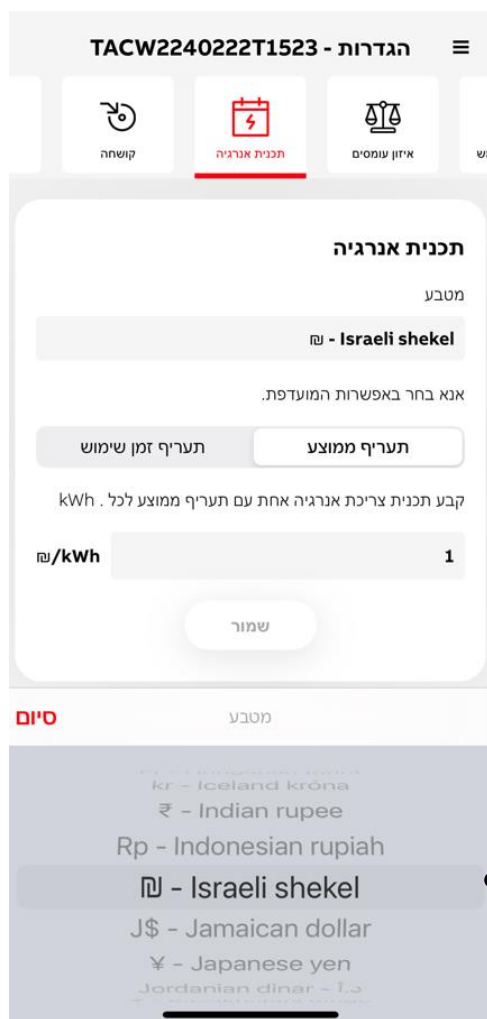 הגדרות - TACW2240222T1523
איזון עומסים
תכנית אנרגיה
קושחה
תכנית אנרגיה
מטבע
₪ - Israeli shekel
אנא בחר באפשרות המועדפת.
תעריף ממוצע
תעריף זמן שימוש
קבע תכנית צריכת אנרגיה אחת עם תעריף ממוצע לכל . kWh
1
₪/kWh
שמור
מטבע
סיום
kr - Iceland króna
₹ - Indian rupee
Rp - Indonesian rupiah
₪ - Israeli shekel
J$ - Jamaican dollar
¥ - Japanese yen
Jordanian dinar - د.أ